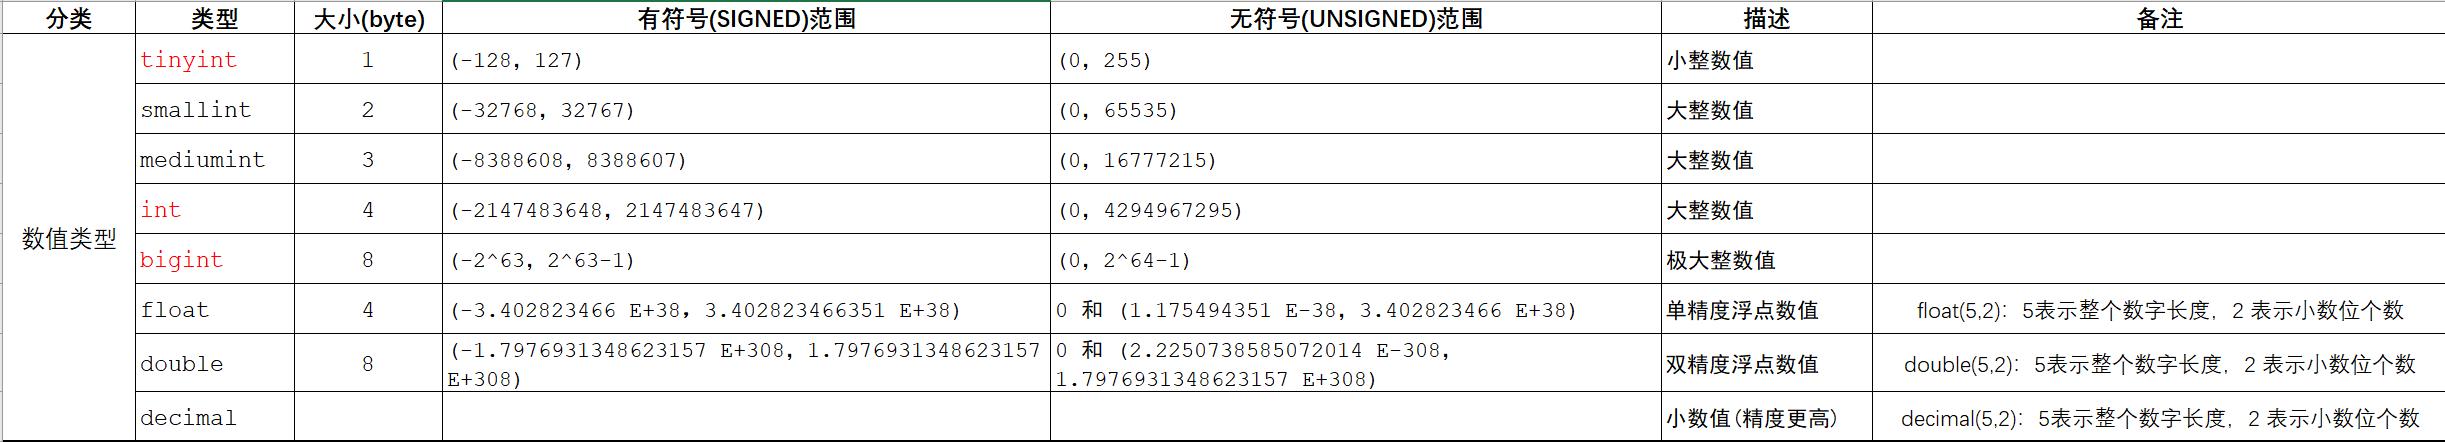 分类 类型 大小(byte) 有符号(SIGNED)范围 无符号(UNSIGNED)范围 描述 备注
数值类型
tinyint 1 (-128, 127) (0, 255) 小整数值
smallint 2 (-32768, 32767) (0, 65535) 大整数值
mediumint 3 (-8388608, 8388607) (0, 16777215) 大整数值
int 4 (-2147483648, 2147483647) (0, 4294967295) 大整数值
bigint 8 (-2^63, 2^63-1) (0, 2^64-1) 极大整数值
float 4 (-3.402823466 E+38, 3.402823466351 E+38) 0 和 (1.175494351 E-38, 3.402823466 E+38) 单精度浮点数值 float(5,2)：5表示整个数字长度，2 表示小数位个数
double 8 (-1.7976931348623157 E+308, 1.7976931348623157
E+308) 0 和 (2.2250738585072014 E-308,
1.7976931348623157 E+308) 双精度浮点数值 double(5,2)：5表示整个数字长度，2 表示小数位个数
decimal 小数值(精度更高) decimal(5,2)：5表示整个数字长度，2 表示小数位个数